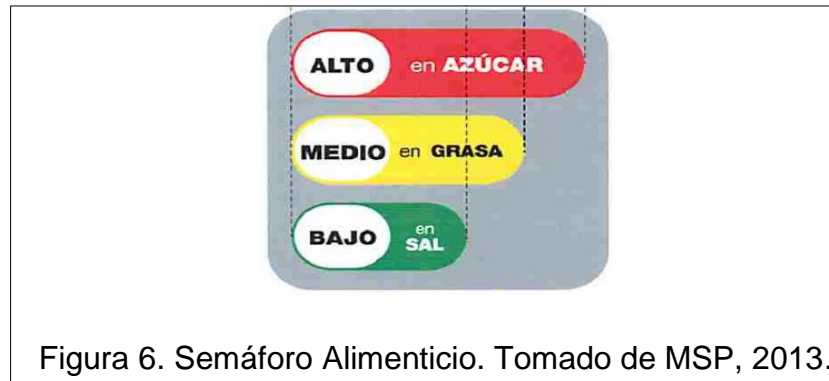 ALTO en AZÚCAR
MEDIO en GRASA
BAJO en
SAL
Figura 6. Semáforo Alimenticio. Tomado de MSP, 2013.